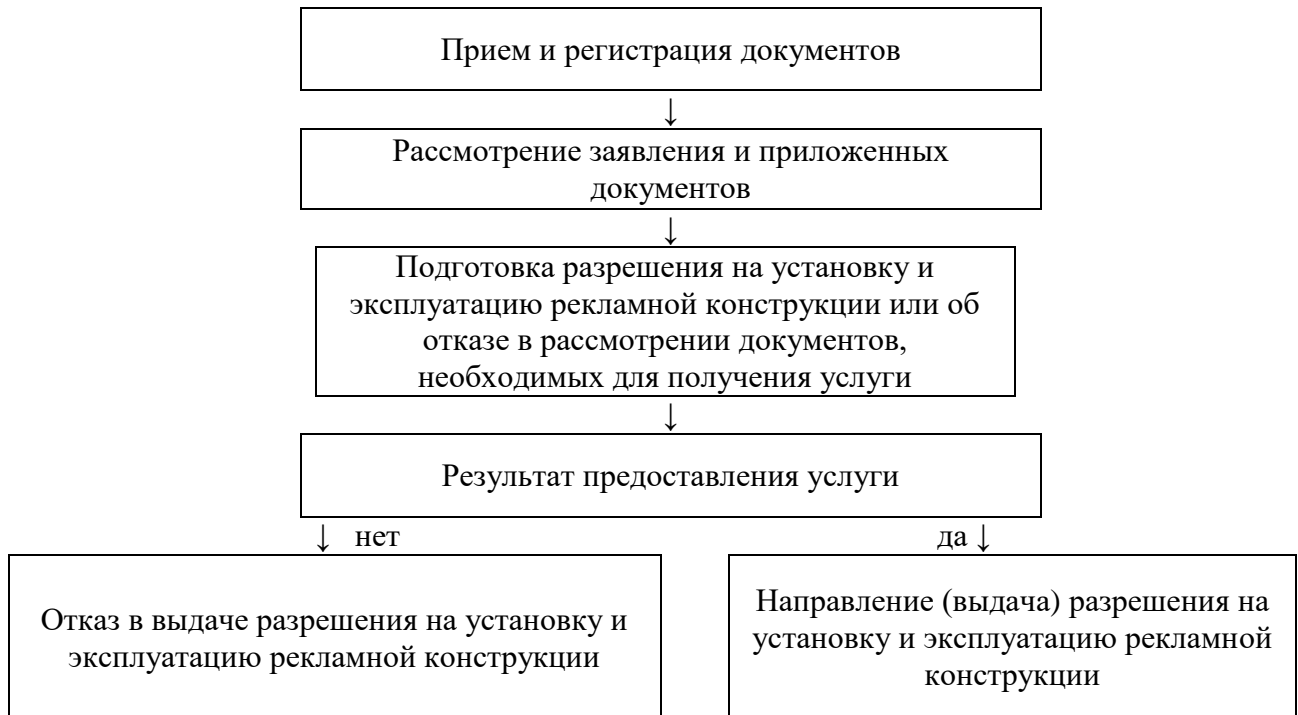 Прием и регистрация документов
↓
Рассмотрение заявления и приложенных
документов
↓
Подготовка разрешения на установку и
эксплуатацию рекламной конструкции или об
отказе в рассмотрении документов,
необходимых для получения услуги
↓
Результат предоставления услуги
↓ нет
да ↓
Отказ в выдаче разрешения на установку и
эксплуатацию рекламной конструкции
Направление (выдача) разрешения на
установку и эксплуатацию рекламной
конструкции